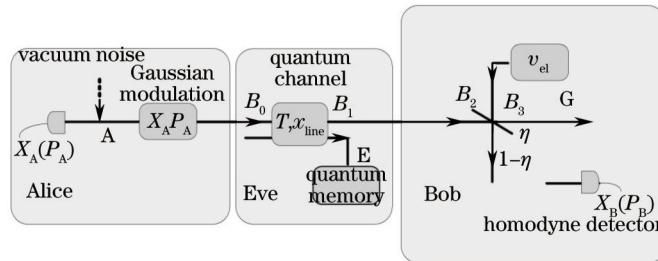 vacuum noise
Gaussian
modulation
X_A P_A
A
X_A(P_A)
Alice
quantum
channel
B_0
B_1
T,x_line
E
quantum
memory
Eve
v_el
B_2
B_3
G
η
1−η
Bob
X_B(P_B)
homodyne detector